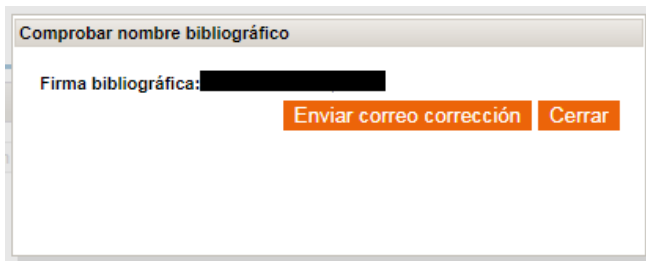 Comprobar nombre bibliográfico
Firma bibliográfica:
Enviar correo corrección Cerrar